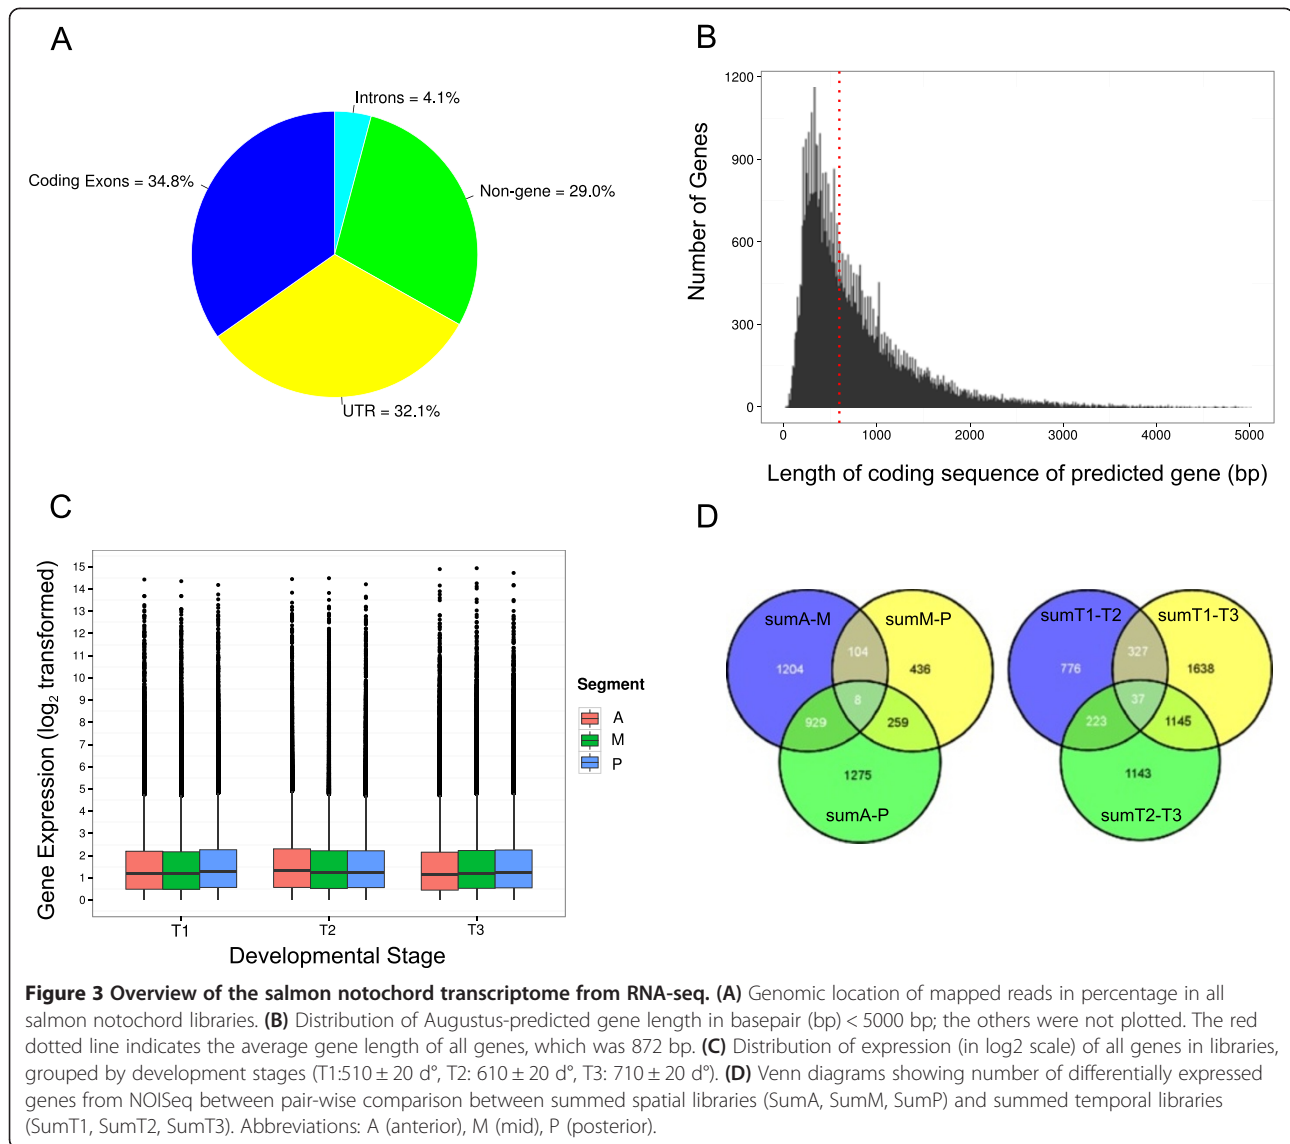 A
Introns = 4.1%
Coding Exons = 34.8%
Non-gene = 29.0%
UTR = 32.1%
B
Number of Genes
1200
900
600
300
0
0 1000 2000 3000 4000 5000
Length of coding sequence of predicted gene (bp)
C
Gene Expression (log2 transformed)
15
14
13
12
11
10
9
8
7
6
5
4
3
2
1
0
T1 T2 T3
Developmental Stage
Segment
A
M
P
D
sumA-M sumM-P
104
1204 436
8
929 259
1275
sumA-P
sumT1-T2 sumT1-T3
327
776 1638
37
223 1145
1143
sumT2-T3
Figure 3 Overview of the salmon notochord transcriptome from RNA-seq. (A) Genomic location of mapped reads in percentage in all
salmon notochord libraries. (B) Distribution of Augustus-predicted gene length in basepair (bp) < 5000 bp; the others were not plotted. The red
dotted line indicates the average gene length of all genes, which was 872 bp. (C) Distribution of expression (in log2 scale) of all genes in libraries,
grouped by development stages (T1:510 ± 20 d°, T2: 610 ± 20 d°, T3: 710 ± 20 d°). (D) Venn diagrams showing number of differentially expressed
genes from NOISeq between pair-wise comparison between summed spatial libraries (SumA, SumM, SumP) and summed temporal libraries
(SumT1, SumT2, SumT3). Abbreviations: A (anterior), M (mid), P (posterior).